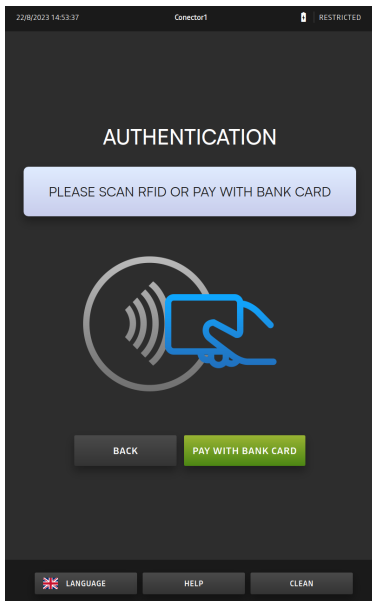 22/8/2023 14:53:37
Conector1
RESTRICTED
AUTHENTICATION
PLEASE SCAN RFID OR PAY WITH BANK CARD
BACK
PAY WITH BANK CARD
LANGUAGE
HELP
CLEAN